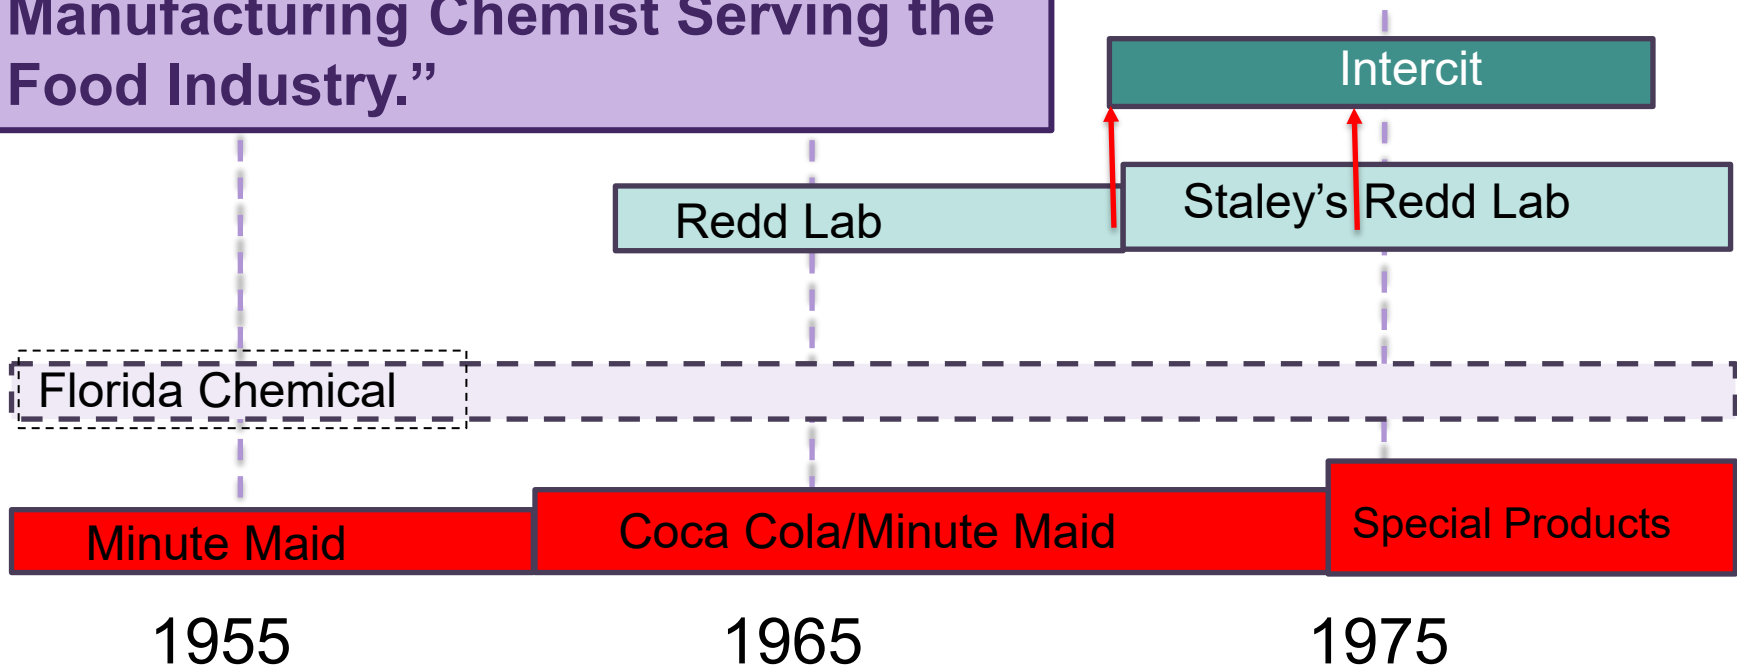 Manufacturing Chemist Serving the
Food Industry.”
Intercit
Redd Lab
Staley’s Redd Lab
Florida Chemical
Minute Maid
Coca Cola/Minute Maid
Special Products
1955
1965
1975